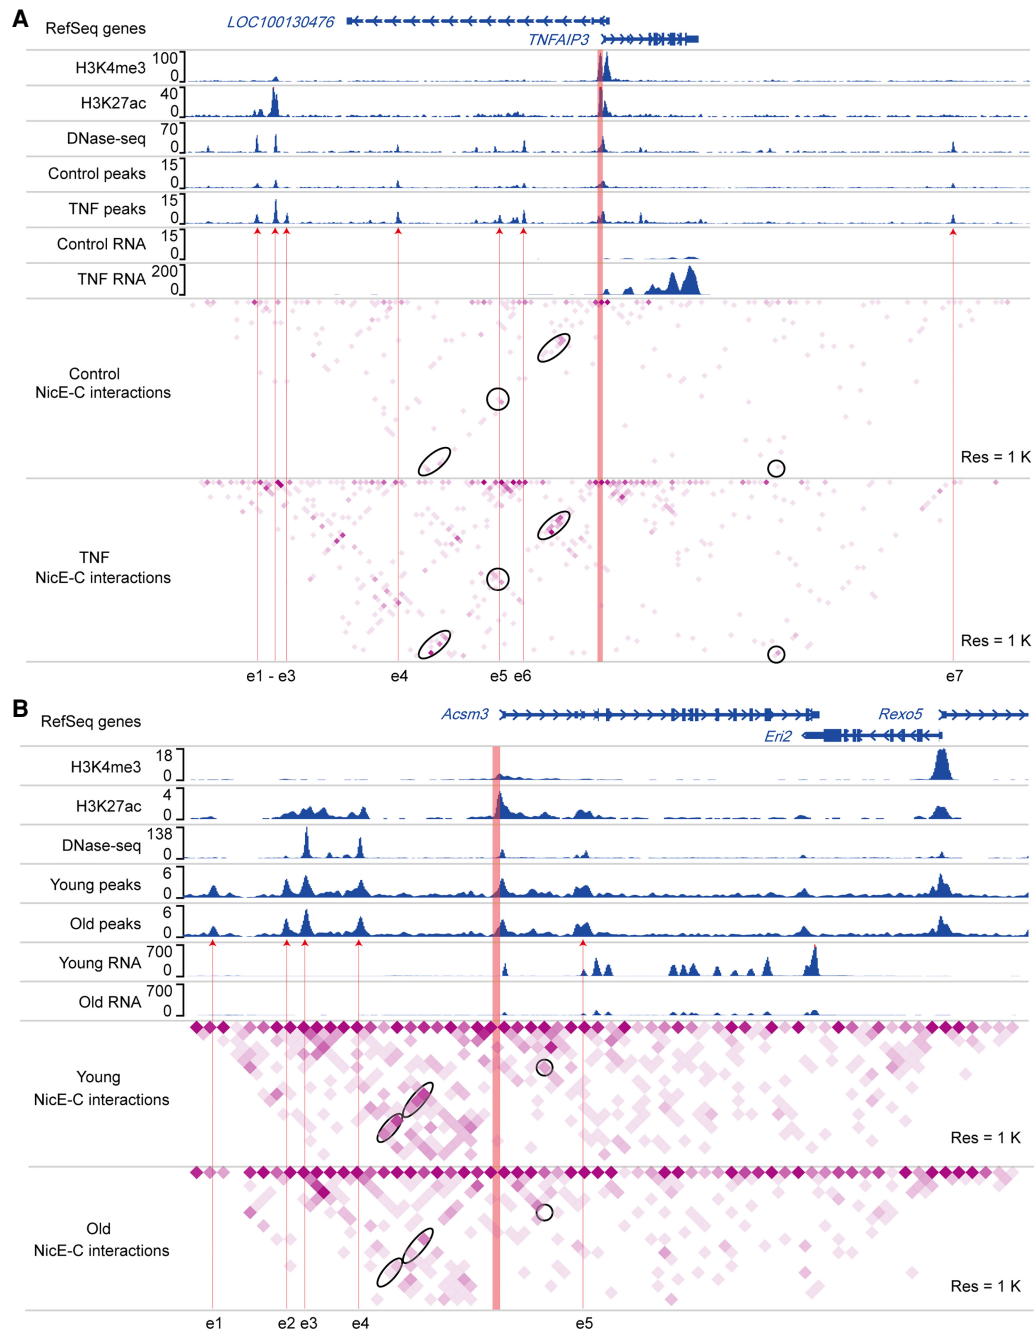 A
RefSeq genes
LOC100130476
TNFAIP3
H3K4me3 100 0
H3K27ac 40 0
DNase-seq 70 0
Control peaks 15 0
TNF peaks 15 0
Control RNA 15 0
TNF RNA 200 0
Control
NicE-C interactions
Res = 1 K
TNF
NicE-C interactions
Res = 1 K
e1 - e3 e4 e5 e6 e7
B
RefSeq genes
Acsm3 Rexo5
Eri2
H3K4me3 18 0
H3K27ac 4 0
DNase-seq 138 0
Young peaks 6 0
Old peaks 6 0
Young RNA 700 0
Old RNA 700 0
Young
NicE-C interactions
Res = 1 K
Old
NicE-C interactions
Res = 1 K
e1 e2 e3 e4 e5